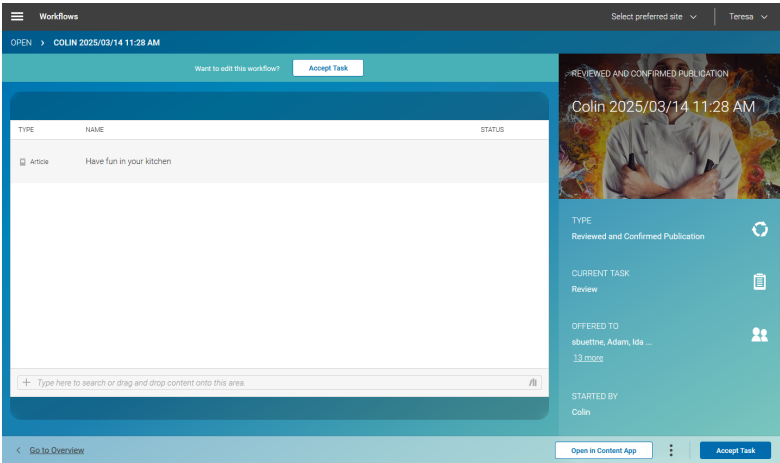 Workflows
Select preferred site
Teresa
OPEN > COLIN 2025/03/14 11:28 AM
Want to edit this workflow?
Accept Task
REVIEWED AND CONFIRMED PUBLICATION
Colin 2025/03/14 11:28 AM
TYPE NAME STATUS
Article Have fun in your kitchen
TYPE
Reviewed and Confirmed Publication
CURRENT TASK
Review
OFFERED TO
sbuettne, Adam, Ida ...
13 more
STARTED BY
Colin
Type here to search or drag and drop content onto this area.
Go to Overview
Open in Content App
Accept Task